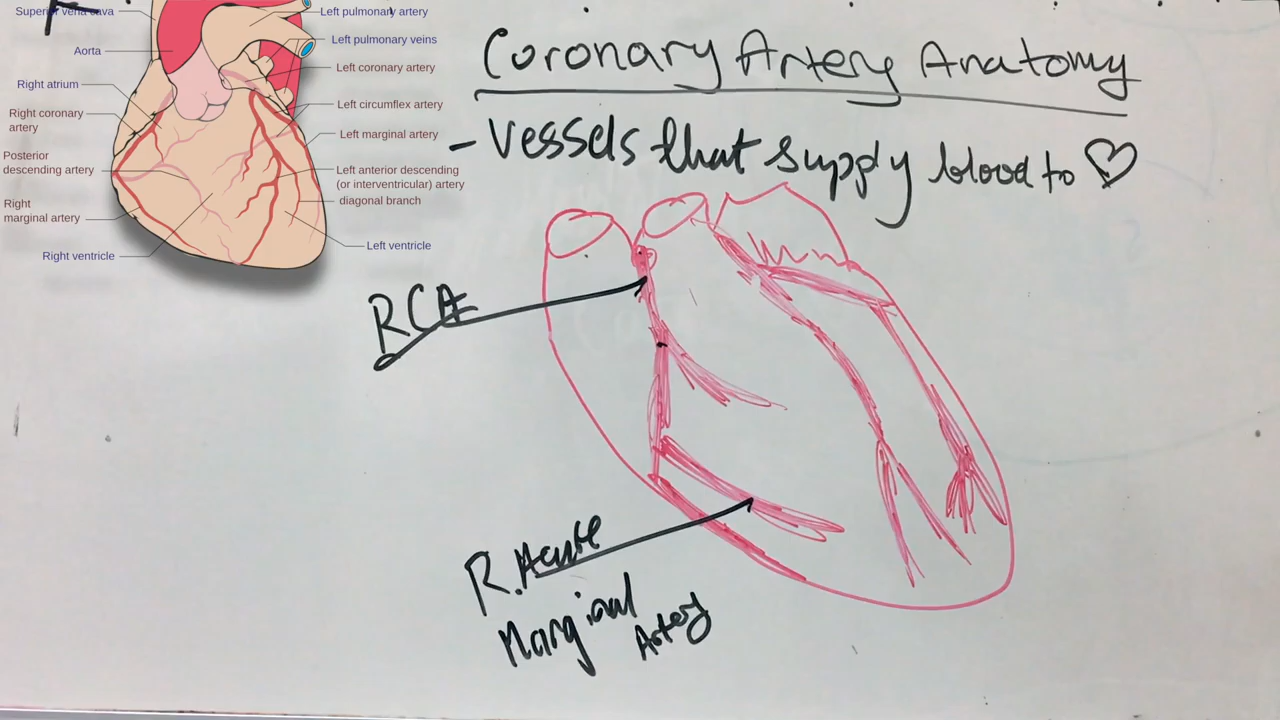 Superior vena cava
Aorta
Right atrium
Right coronary
artery
Posterior
descending artery
Right
marginal artery
Right ventricle
Left pulmonary artery
Left pulmonary veins
Left coronary artery
Left circumflex artery
Left marginal artery
Left anterior descending
(or interventricular) artery
diagonal branch
Left ventricle
Coronary Artery Anatomy
- Vessels that supply blood to ♡
RCA
R. Acute
Marginal
Artery